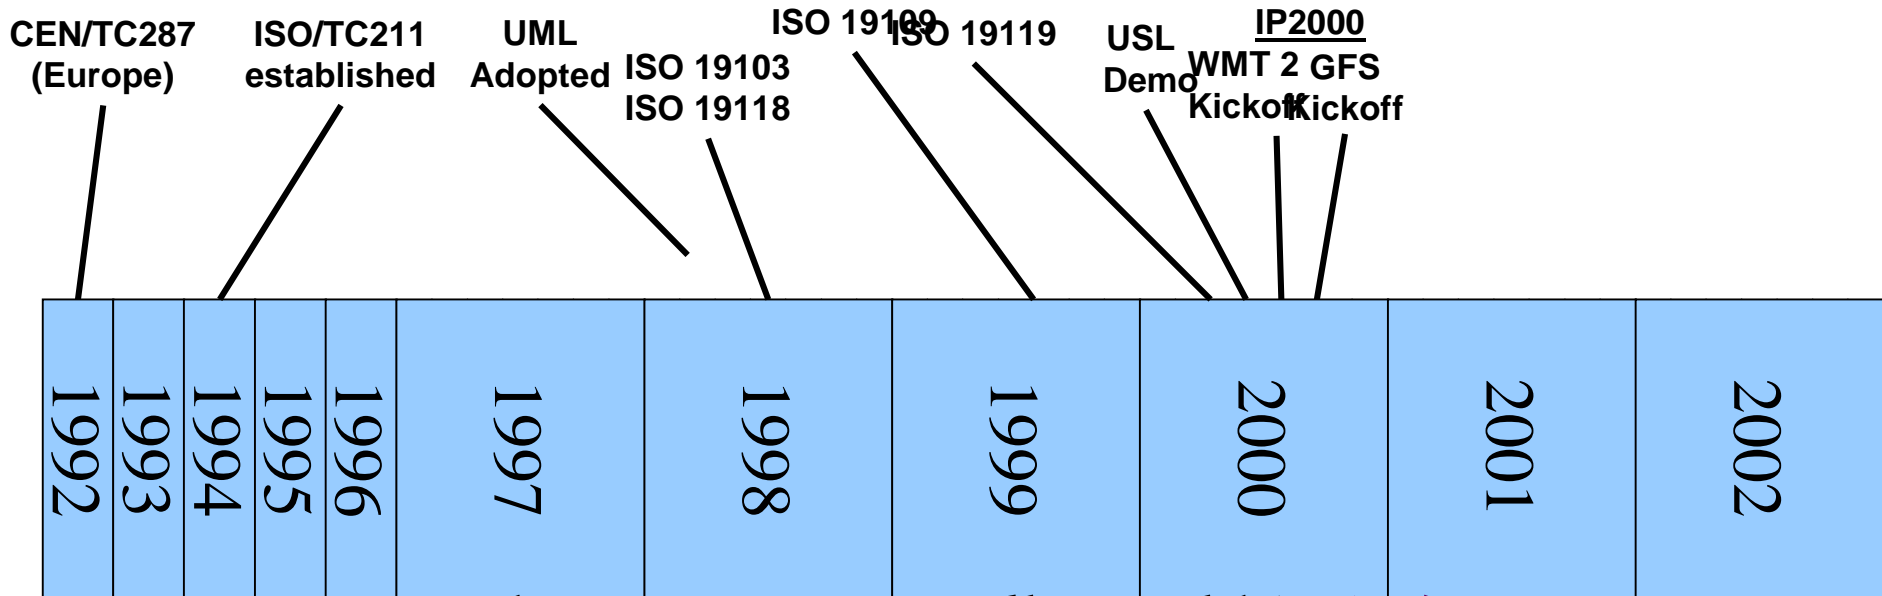 CEN/TC287
(Europe)
ISO/TC211
established
UML
Adopted
ISO 19103
ISO 19118
ISO 19109
ISO 19119
USL
Demo
IP2000
WMT 2
Kickoff
GFS
Kickoff
1992
1993
1994
1995
1996
1997
1998
1999
2000
2001
2002